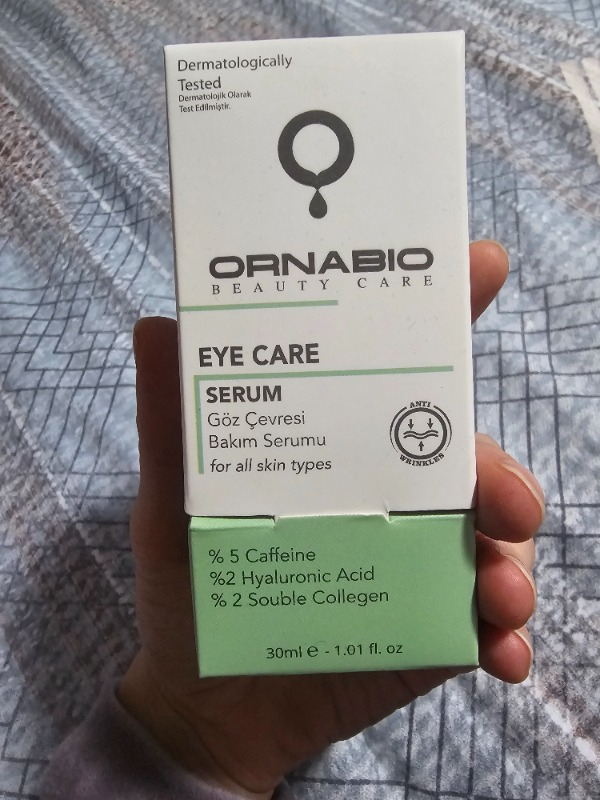 Dermatologically
Tested
Dermatolojik Olarak
Test Edilmiştir.
ORNABIO
BEAUTY CARE
EYE CARE
SERUM
Göz Çevresi
Bakım Serumu
for all skin types
ANTI
WRINKLES
% 5 Caffeine
%2 Hyaluronic Acid
% 2 Souble Collegen
30ml e - 1.01 fl. oz